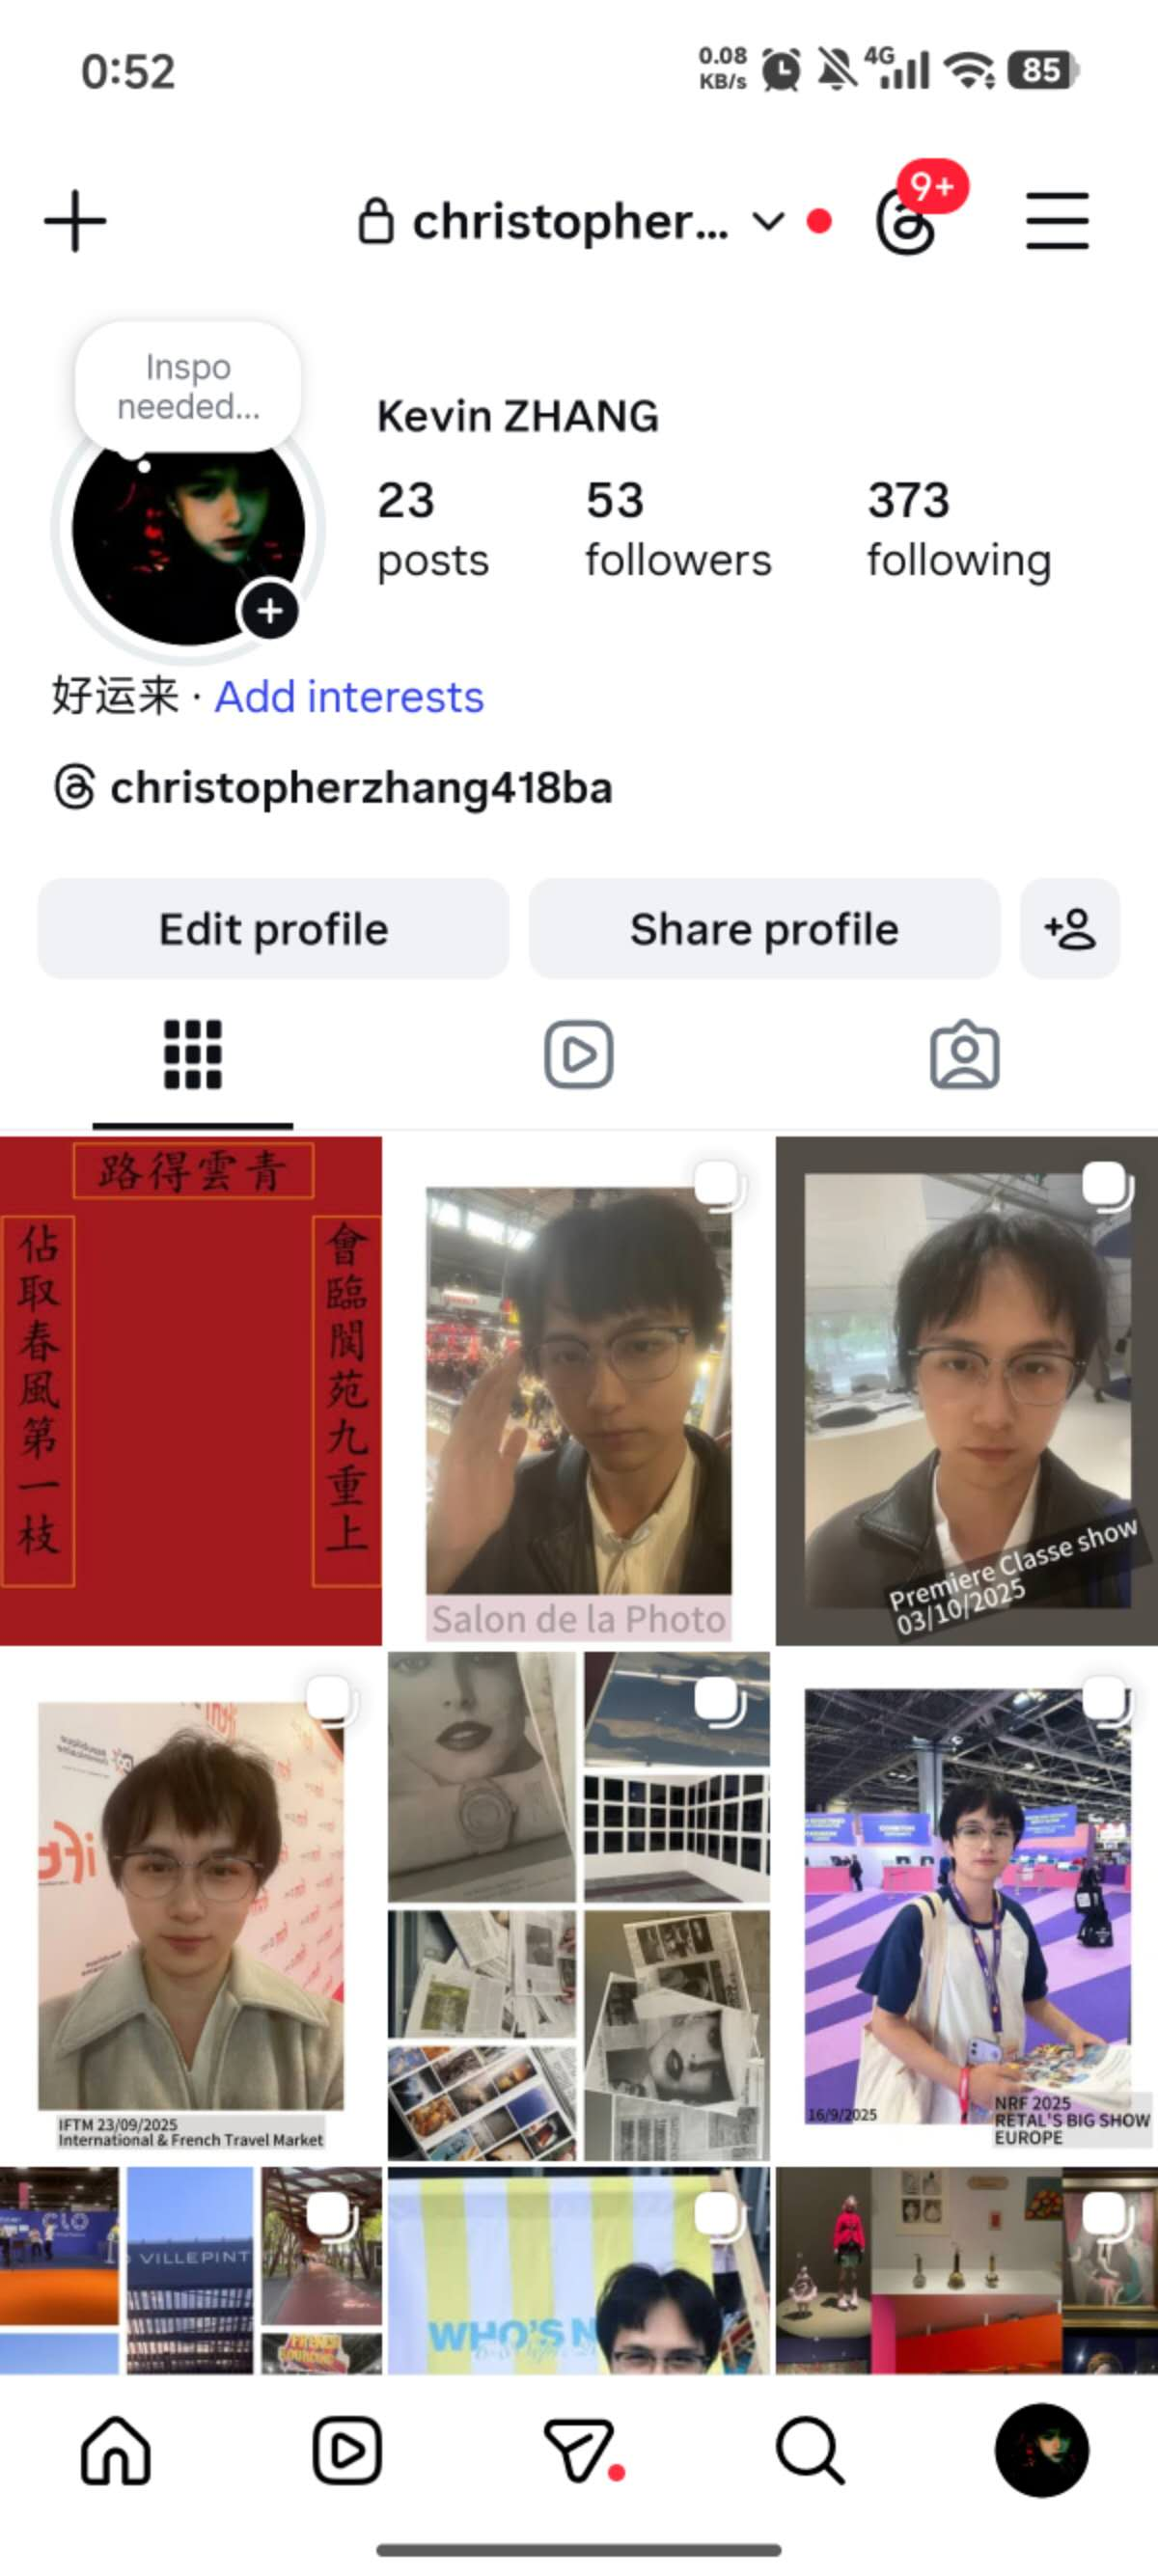 0:52
0.08
KB/s
4G
85
christopher...
9+
Inspo
needed...
Kevin ZHANG
23
posts
53
followers
373
following
好运来 · Add interests
christopherzhang418ba
Edit profile
Share profile
路得雲青
佔取春風第一枝
會臨閬苑九重上
Salon de la Photo
Premiere Classe show
03/10/2025
IFTM 23/09/2025
International & French Travel Market
16/9/2025
NRF 2025
RETAL'S BIG SHOW
EUROPE
CLO
VILLEPINT
WHO'S N